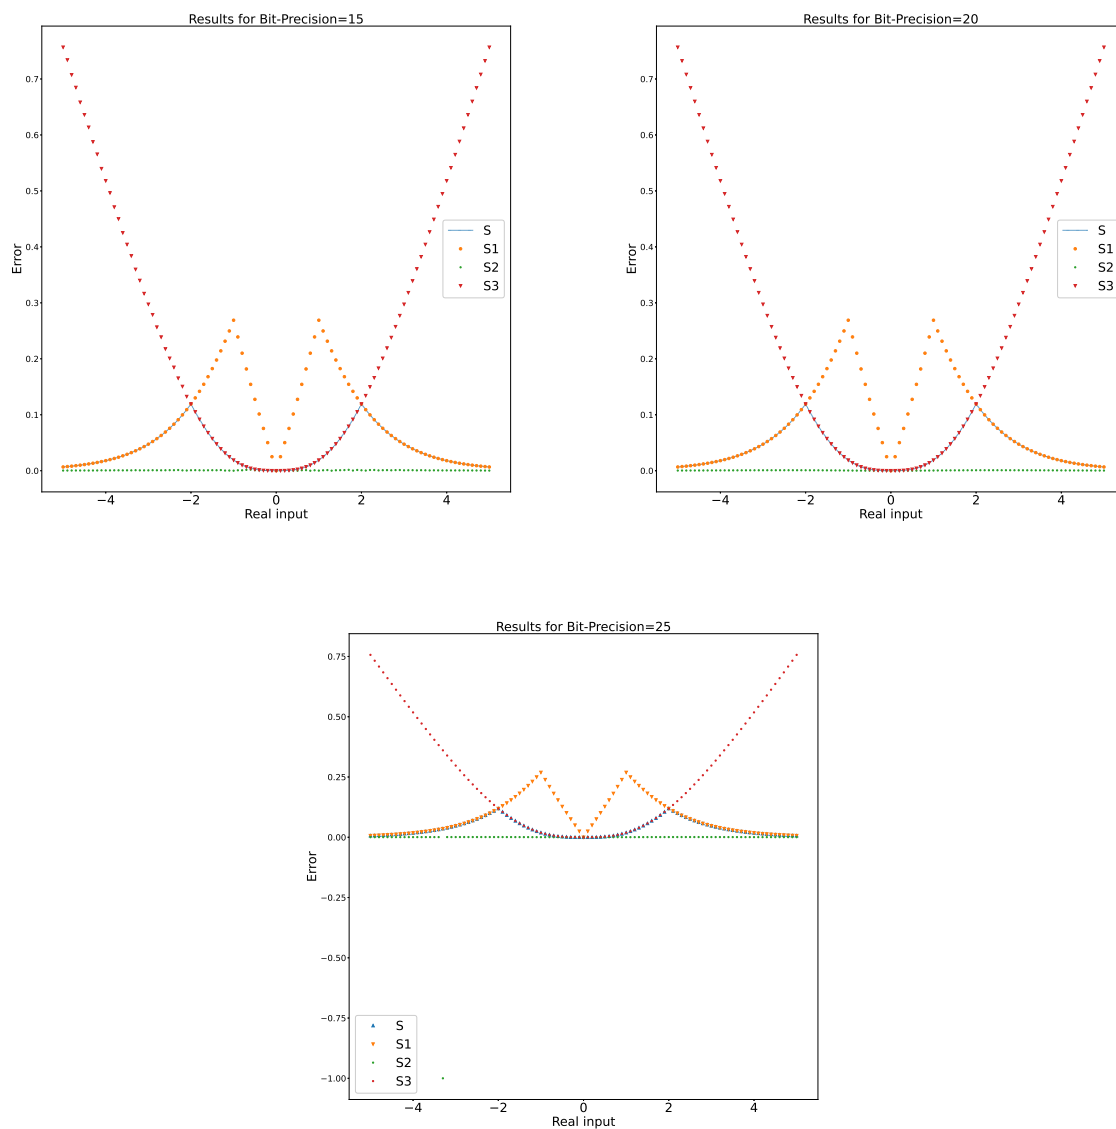 Results for Bit-Precision=15
0.7
0.6
0.5
0.4
0.3
0.2
0.1
0.0
Error
S
S1
S2
S3
−4 −2 0 2 4
Real input
Results for Bit-Precision=20
0.7
0.6
0.5
0.4
0.3
0.2
0.1
0.0
Error
S
S1
S2
S3
−4 −2 0 2 4
Real input
Results for Bit-Precision=25
0.75
0.50
0.25
0.00
−0.25
−0.50
−0.75
−1.00
Error
S
S1
S2
S3
−4 −2 0 2 4
Real input